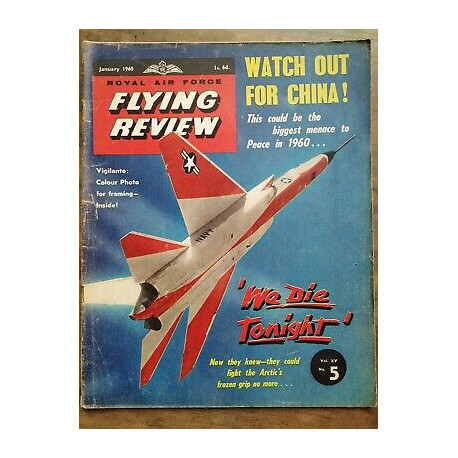 January 1960
1s. 6d.
ROYAL AIR FORCE
FLYING
REVIEW
WATCH OUT
FOR CHINA!
This could be the
biggest menace to
Peace in 1960...
Vigilante:
Colour Photo
for framing—
Inside!
NAVY
'We Die
Tonight'
Now they knew—they could
fight the Arctic's
frozen grip no more...
Vol. XV
No. 5